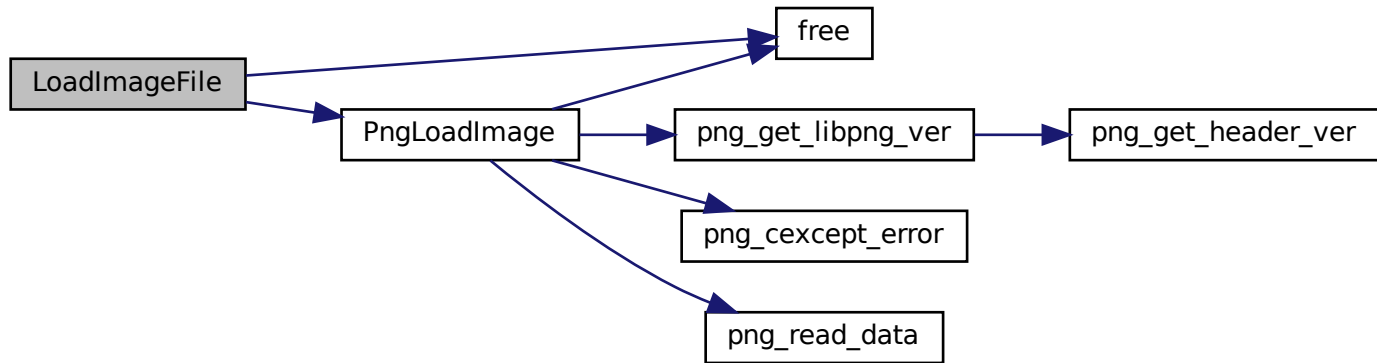 LoadImageFile
free
PngLoadImage
png_get_libpng_ver
png_get_header_ver
png_cexcept_error
png_read_data